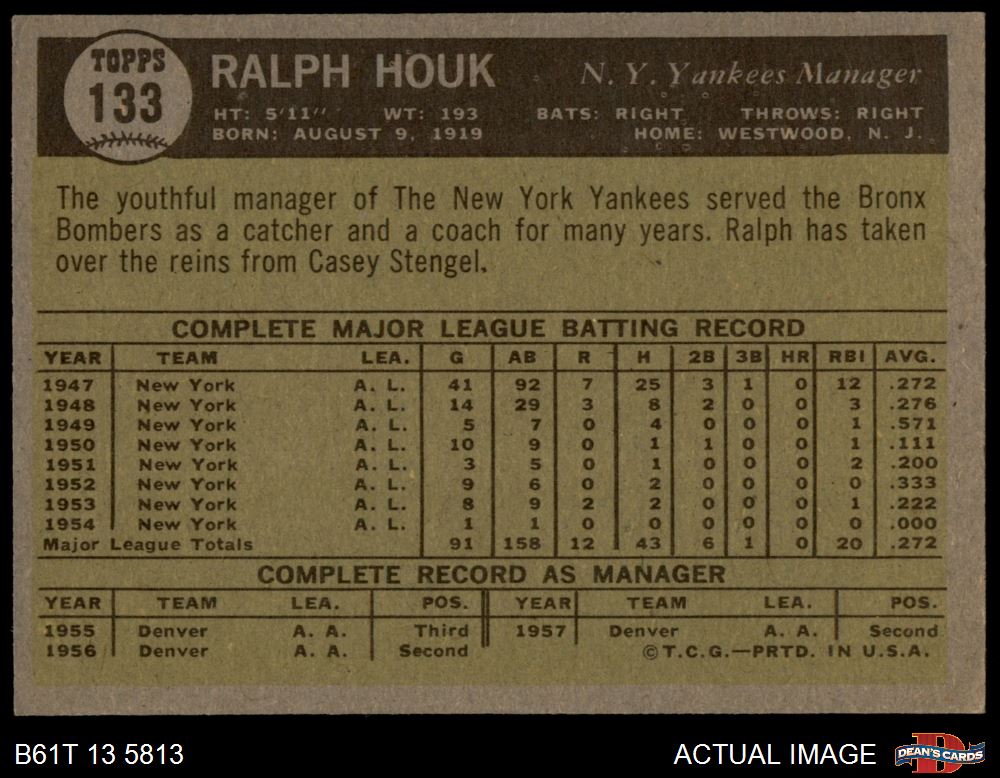 TOPPS
133
RALPH HOUK N. Y. Yankees Manager
HT: 5'11" WT: 193 BATS: RIGHT THROWS: RIGHT
BORN: AUGUST 9, 1919 HOME: WESTWOOD, N. J.
The youthful manager of The New York Yankees served the Bronx
Bombers as a catcher and a coach for many years. Ralph has taken
over the reins from Casey Stengel.
COMPLETE MAJOR LEAGUE BATTING RECORD
YEAR TEAM LEA. G AB R H 2B 3B HR RBI AVG.
1947 New York A. L. 41 92 7 25 3 1 0 12 .272
1948 New York A. L. 14 29 3 8 2 0 0 3 .276
1949 New York A. L. 5 7 0 4 0 0 0 1 .571
1950 New York A. L. 10 9 0 1 1 0 0 1 .111
1951 New York A. L. 3 5 0 1 0 0 0 2 .200
1952 New York A. L. 9 6 0 2 0 0 0 0 .333
1953 New York A. L. 8 9 2 2 0 0 0 1 .222
1954 New York A. L. 1 1 0 0 0 0 0 0 .000
Major League Totals 91 158 12 43 6 1 0 20 .272
COMPLETE RECORD AS MANAGER
YEAR TEAM LEA. POS. YEAR TEAM LEA. POS.
1955 Denver A. A. Third 1957 Denver A. A. Second
1956 Denver A. A. Second ©T.C.G.—PRTD. IN U.S.A.
B61T 13 5813 ACTUAL IMAGE DEAN'S CARDS